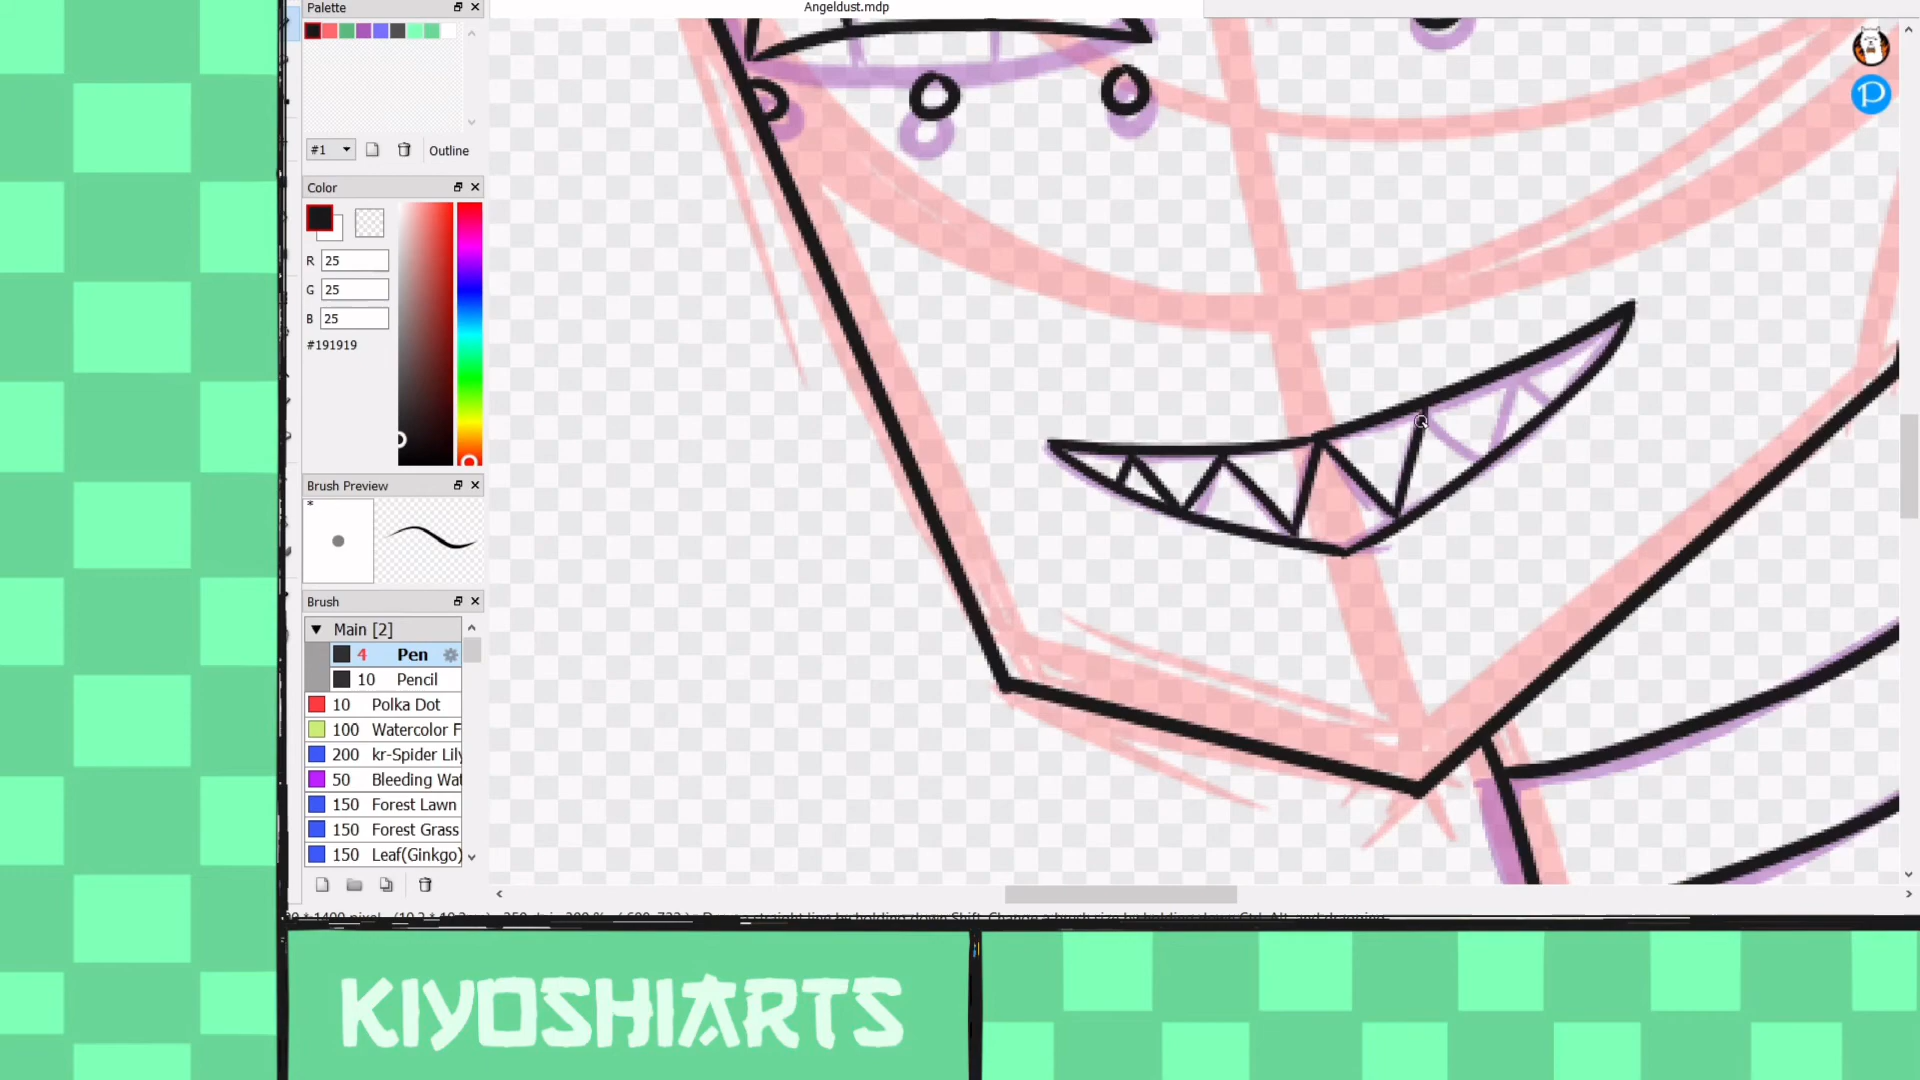 Palette
Angeldust.mdp
#1
Outline
Color
R 25
G 25
B 25
#191919
Brush Preview
*
Brush
Main [2]
4 Pen
10 Pencil
10 Polka Dot
100 Watercolor F
200 kr-Spider Lily
50 Bleeding Wat
150 Forest Lawn
150 Forest Grass
150 Leaf(Ginkgo)
KIYOSHIARTS